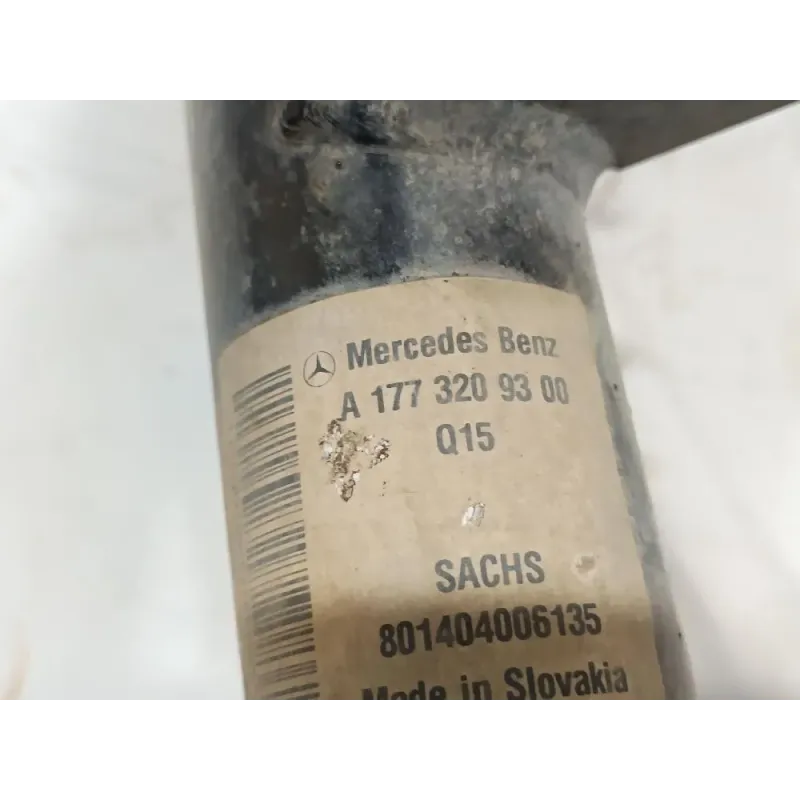 Mercedes Benz
A 177 320 93 00
Q15
SACHS
801404006135
Made in Slovakia